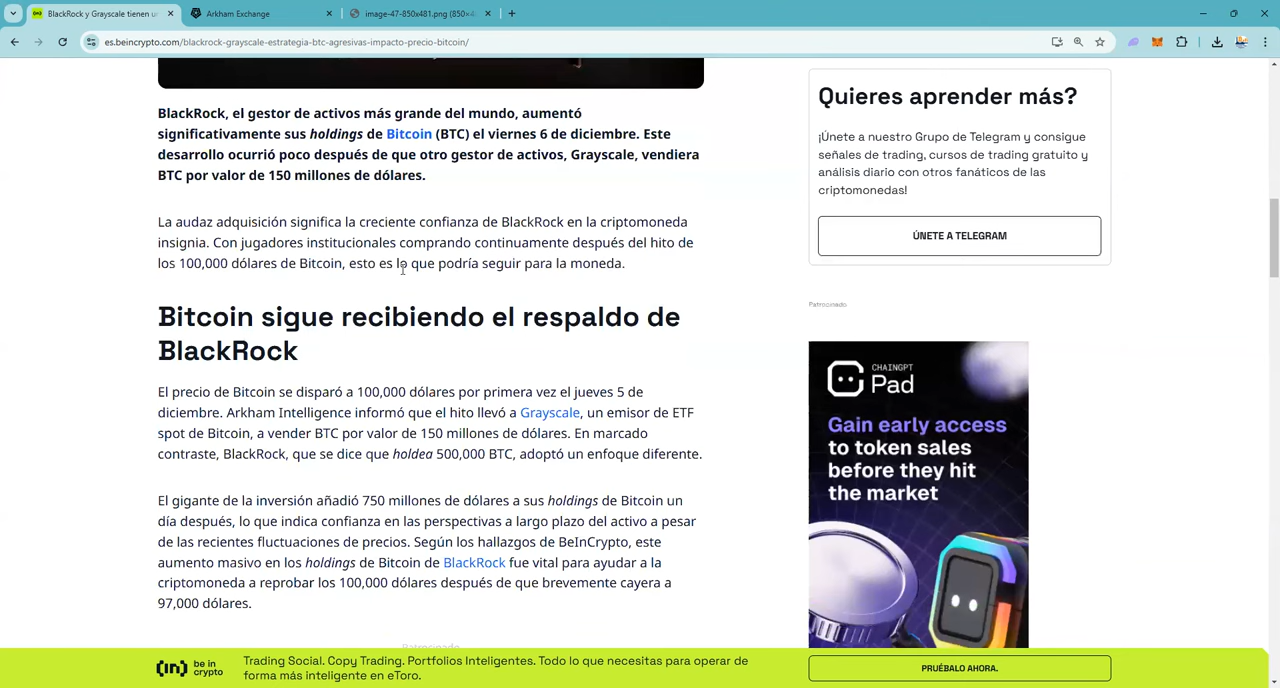 BlackRock y Grayscale tienen un
Arkham Exchange
image-47-850x481.png (850×4
es.beincrypto.com/blackrock-grayscale-estrategia-btc-agresivas-impacto-precio-bitcoin/
BlackRock, el gestor de activos más grande del mundo, aumentó
significativamente sus holdings de Bitcoin (BTC) el viernes 6 de diciembre. Este
desarrollo ocurrió poco después de que otro gestor de activos, Grayscale, vendiera
BTC por valor de 150 millones de dólares.
La audaz adquisición significa la creciente confianza de BlackRock en la criptomoneda
insignia. Con jugadores institucionales comprando continuamente después del hito de
los 100,000 dólares de Bitcoin, esto es lo que podría seguir para la moneda.
Bitcoin sigue recibiendo el respaldo de
BlackRock
El precio de Bitcoin se disparó a 100,000 dólares por primera vez el jueves 5 de
diciembre. Arkham Intelligence informó que el hito llevó a Grayscale, un emisor de ETF
spot de Bitcoin, a vender BTC por valor de 150 millones de dólares. En marcado
contraste, BlackRock, que se dice que holdea 500,000 BTC, adoptó un enfoque diferente.
El gigante de la inversión añadió 750 millones de dólares a sus holdings de Bitcoin un
día después, lo que indica confianza en las perspectivas a largo plazo del activo a pesar
de las recientes fluctuaciones de precios. Según los hallazgos de BeInCrypto, este
aumento masivo en los holdings de Bitcoin de BlackRock fue vital para ayudar a la
criptomoneda a reprobar los 100,000 dólares después de que brevemente cayera a
97,000 dólares.
Patrocinado
Quieres aprender más?
¡Únete a nuestro Grupo de Telegram y consigue
señales de trading, cursos de trading gratuito y
análisis diario con otros fanáticos de las
criptomonedas!
ÚNETE A TELEGRAM
Patrocinado
CHAINGPT
Pad
Gain early access
to token sales
before they hit
the market
(in) be in
crypto
Trading Social. Copy Trading. Portfolios Inteligentes. Todo lo que necesitas para operar de
forma más inteligente en eToro.
PRUÉBALO AHORA.